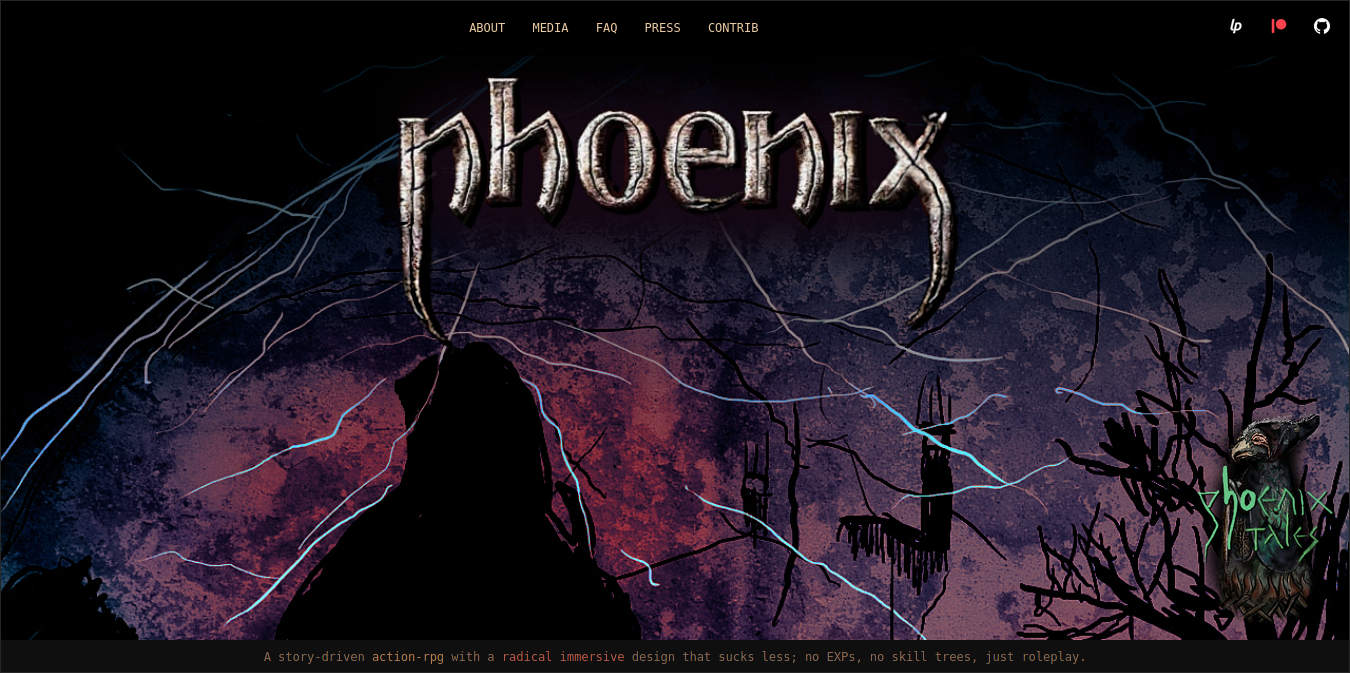 ABOUT MEDIA FAQ PRESS CONTRIB
lp
phoenix
phoenix
tales
A story-driven action-rpg with a radical immersive design that sucks less; no EXPs, no skill trees, just roleplay.